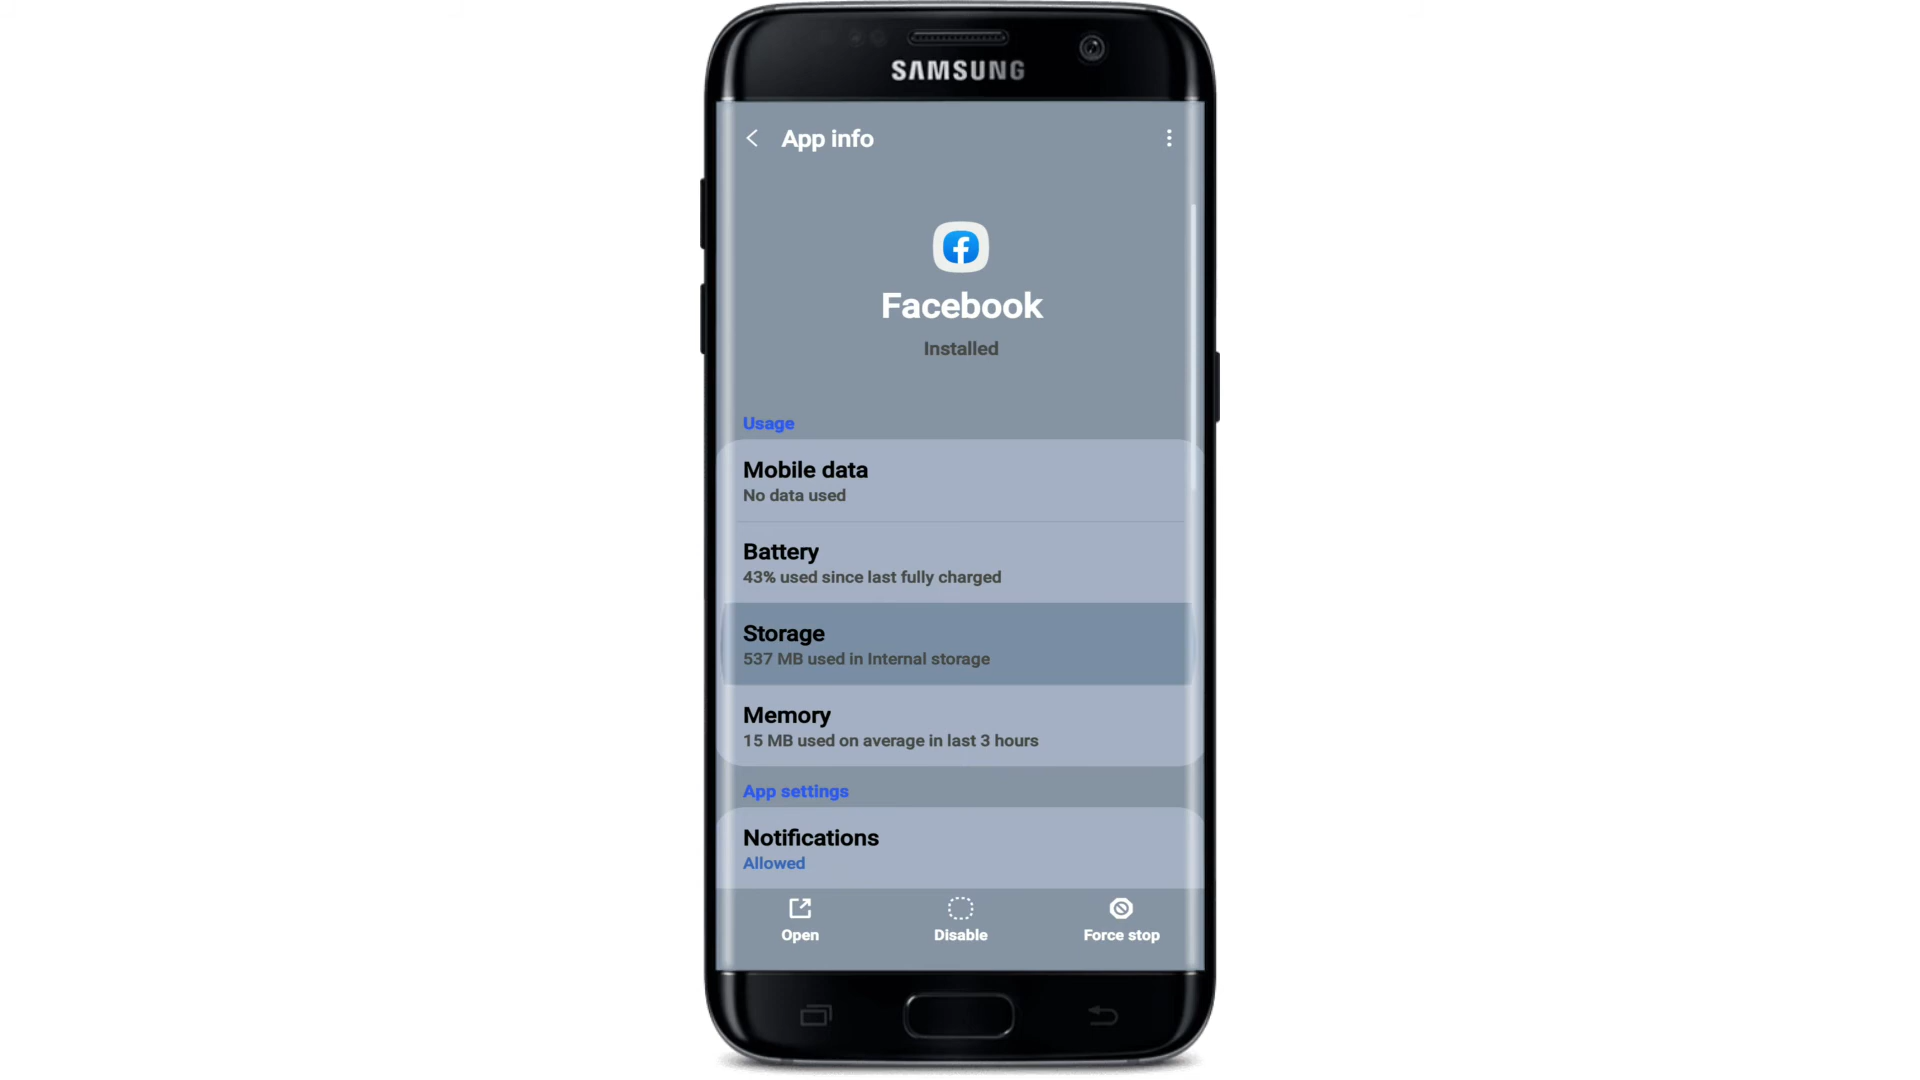 SAMSUNG
App info
Facebook
Installed
Usage
Mobile data
No data used
Battery
43% used since last fully charged
Storage
537 MB used in Internal storage
Memory
15 MB used on average in last 3 hours
App settings
Notifications
Allowed
Open
Disable
Force stop